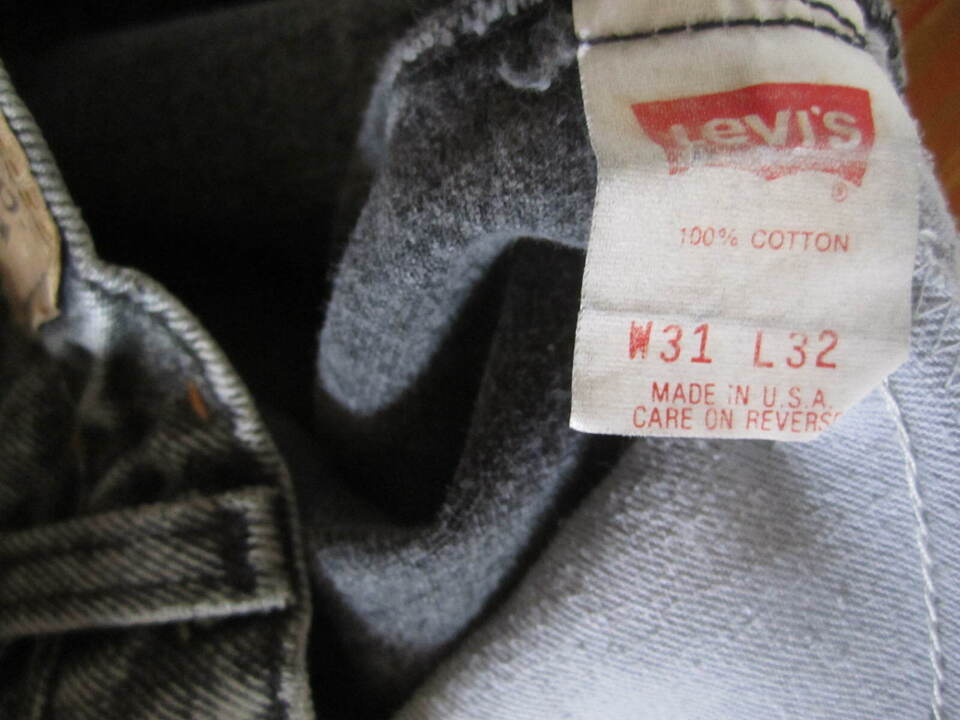 Levi's
®
100% COTTON
W31 L32
MADE IN U.S.A.
CARE ON REVERSE